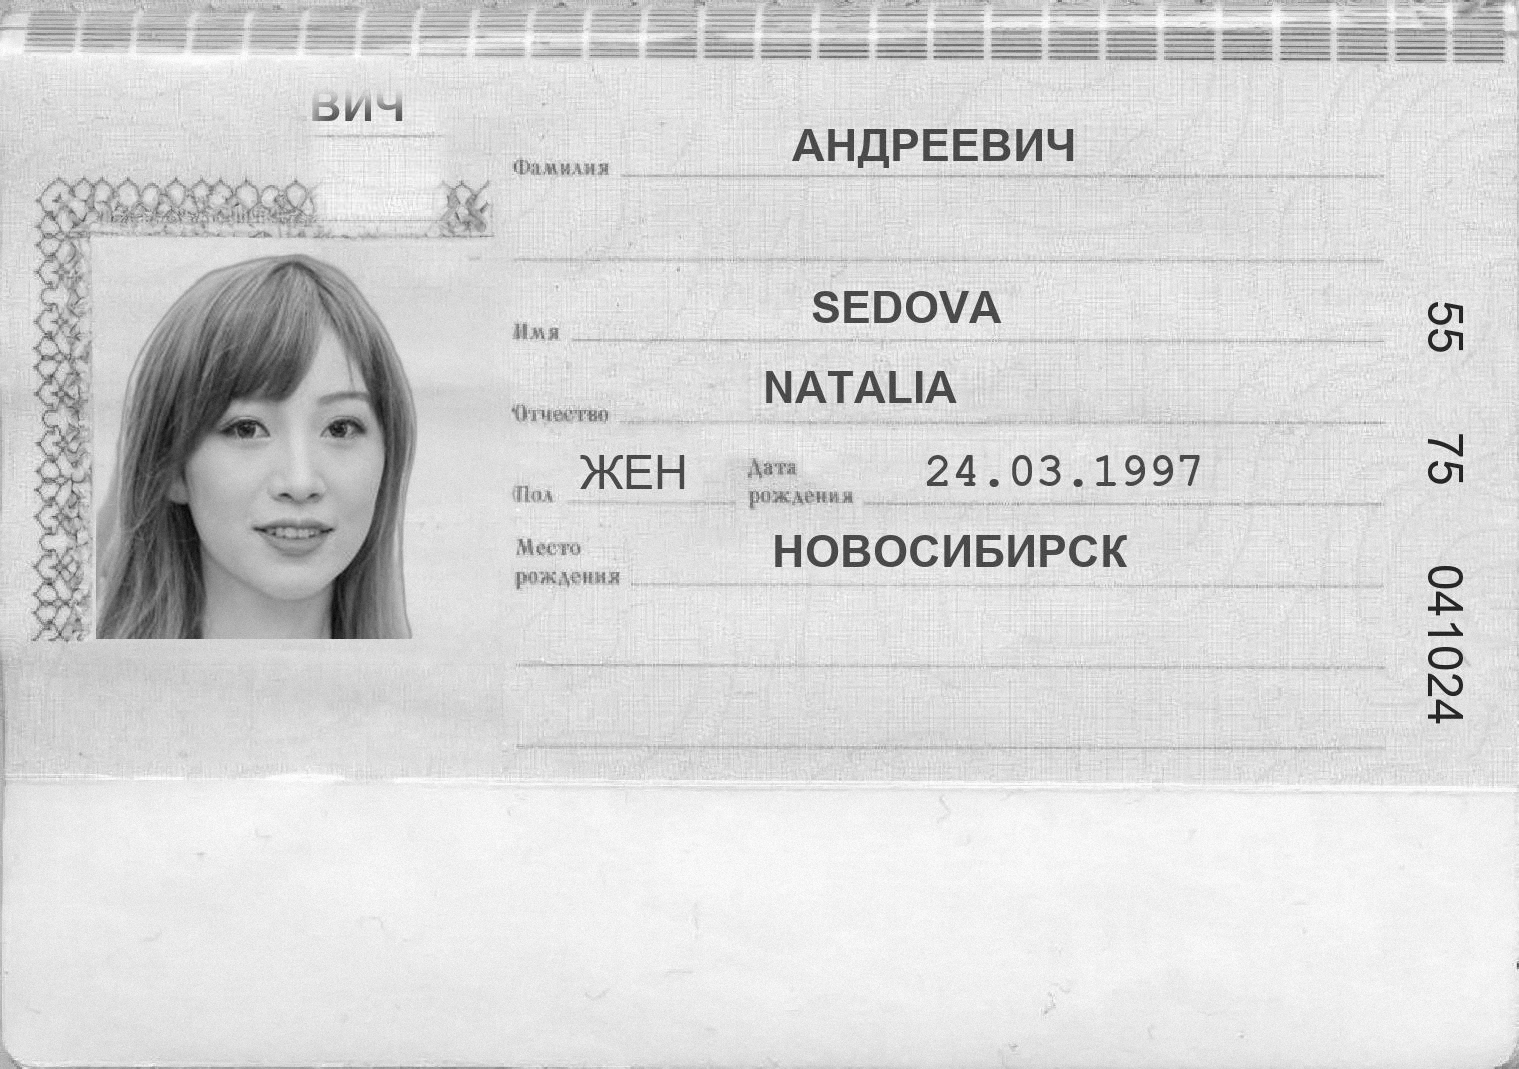 ВИЧ
Фамилия АНДРЕЕВИЧ
Имя SEDOVA
Отчество NATALIA
Пол ЖЕН Дата рождения 24.03.1997
Место рождения НОВОСИБИРСК
55 75 041024